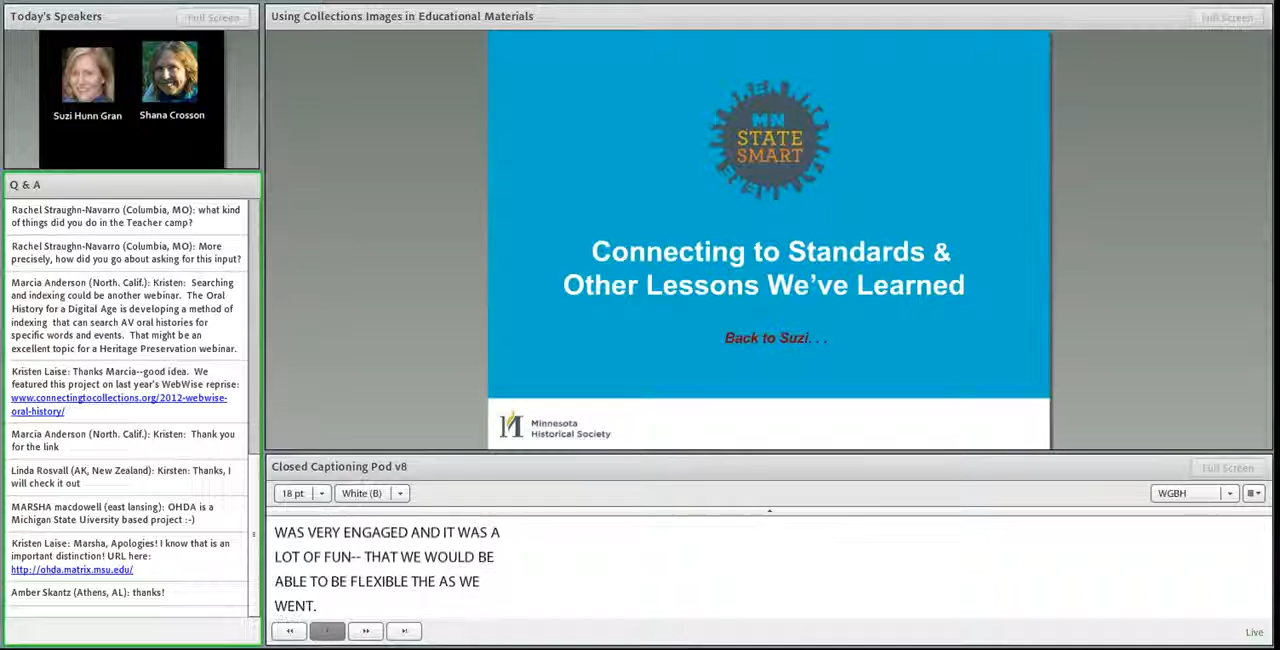 Today's Speakers
Full Screen
Suzi Hunn Gran
Shana Crosson
Q & A
Rachel Straughn-Navarro (Columbia, MO): what kind
of things did you do in the Teacher camp?
Rachel Straughn-Navarro (Columbia, MO): More
precisely, how did you go about asking for this input?
Marcia Anderson (North. Calif.): Kristen: Searching
and indexing could be another webinar. The Oral
History for a Digital Age is developing a method of
indexing that can search AV oral histories for
specific words and events. That might be an
excellent topic for a Heritage Preservation webinar.
Kristen Laise: Thanks Marcia--good idea. We
featured this project on last year's WebWise reprise:
www.connectingtocollections.org/2012-webwise-
oral-history/
Marcia Anderson (North. Calif.): Kristen: Thank you
for the link
Linda Rosvall (AK, New Zealand): Kirsten: Thanks, I
will check it out
MARSHA macdowell (east lansing): OHDA is a
Michigan State Uiversity based project :-)
Kristen Laise: Marsha, Apologies! I know that is an
important distinction! URL here:
http://ohda.matrix.msu.edu/
Amber Skantz (Athens, AL): thanks!
Using Collections Images in Educational Materials
Full Screen
MN
STATE
SMART
Connecting to Standards &
Other Lessons We've Learned
Back to Suzi. . .
Minnesota
Historical Society
Closed Captioning Pod v8
Full Screen
18 pt
White (B)
WGBH
WAS VERY ENGAGED AND IT WAS A
LOT OF FUN-- THAT WE WOULD BE
ABLE TO BE FLEXIBLE THE AS WE
WENT.
Live